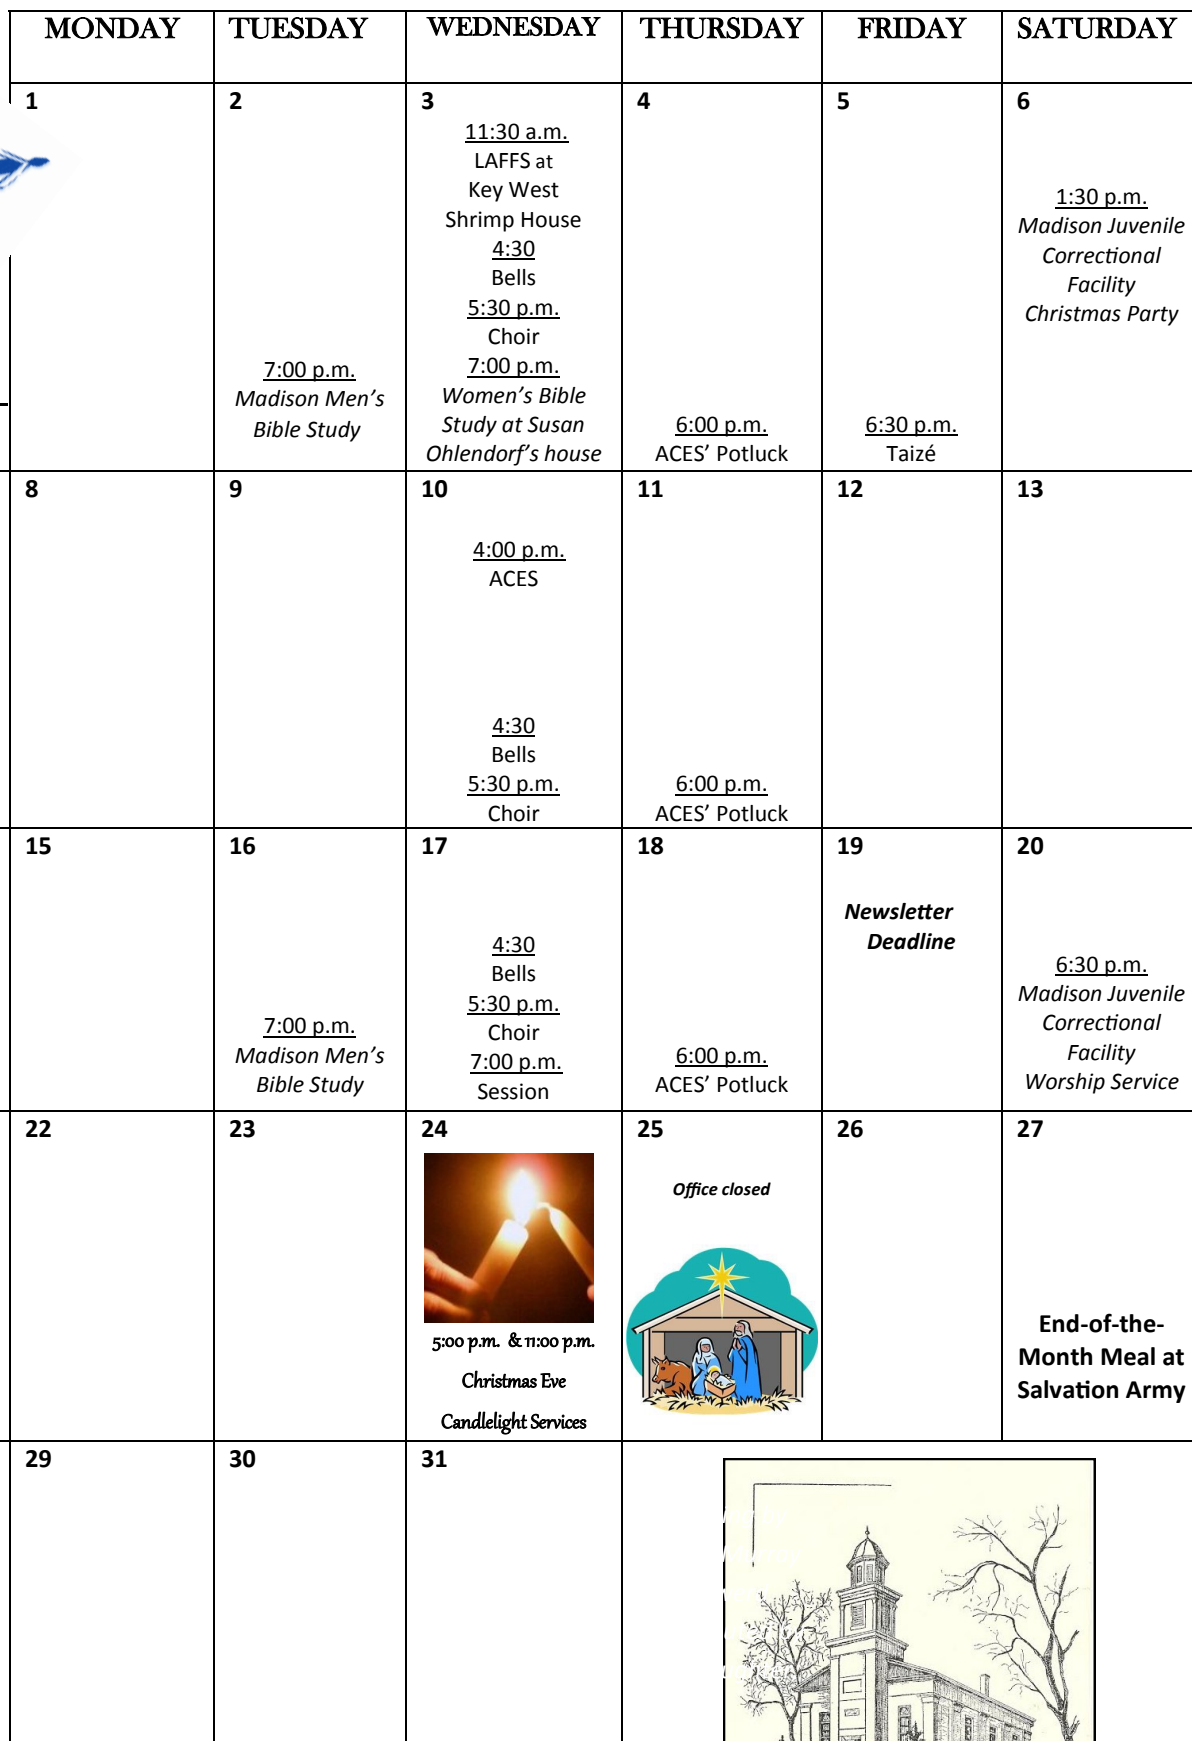 MONDAY
TUESDAY
WEDNESDAY
THURSDAY
FRIDAY
SATURDAY
1
2
7:00 p.m.
Madison Men’s
Bible Study
3
11:30 a.m.
LAFFS at
Key West
Shrimp House
4:30
Bells
5:30 p.m.
Choir
7:00 p.m.
Women’s Bible
Study at Susan
Ohlendorf’s house
4
6:00 p.m.
ACES’ Potluck
5
6:30 p.m.
Taizé
6
1:30 p.m.
Madison Juvenile
Correctional
Facility
Christmas Party
8
9
10
4:00 p.m.
ACES
4:30
Bells
5:30 p.m.
Choir
11
6:00 p.m.
ACES’ Potluck
12
13
15
16
7:00 p.m.
Madison Men’s
Bible Study
17
4:30
Bells
5:30 p.m.
Choir
7:00 p.m.
Session
18
6:00 p.m.
ACES’ Potluck
19
Newsletter
Deadline
20
6:30 p.m.
Madison Juvenile
Correctional
Facility
Worship Service
22
23
24
5:00 p.m. & 11:00 p.m.
Christmas Eve
Candlelight Services
25
Office closed
26
27
End-of-the-
Month Meal at
Salvation Army
29
30
31